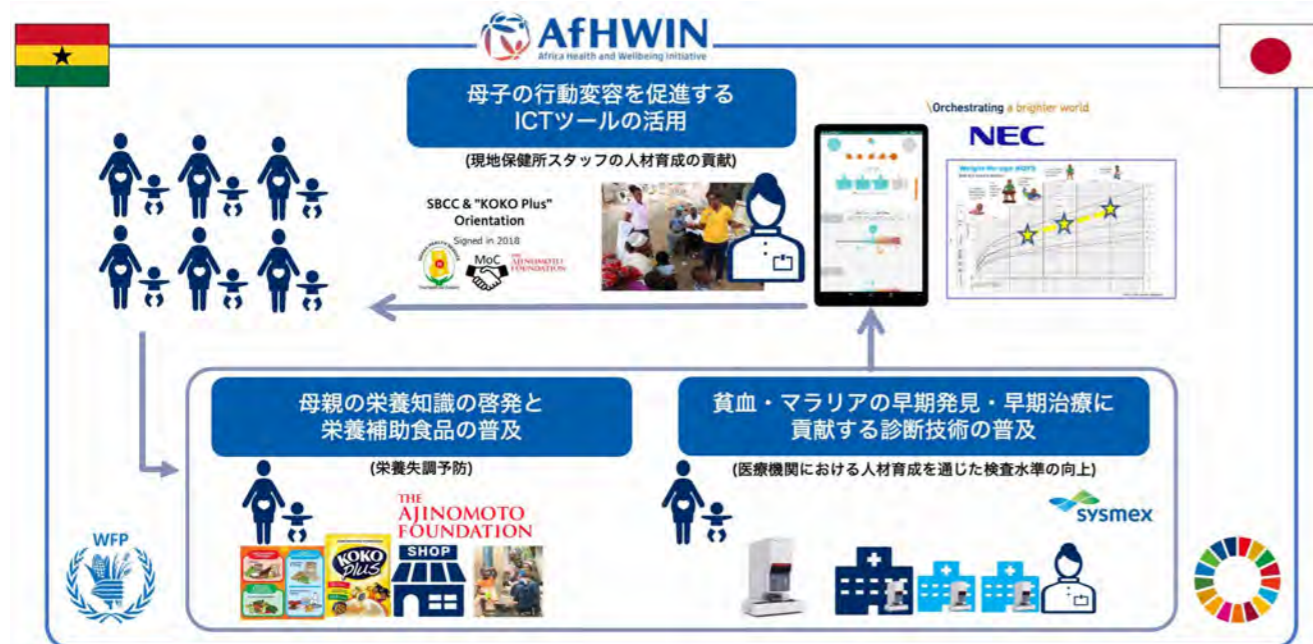 AfHWIN
Africa Health and Wellbeing Initiative
母子の行動変容を促進する
ICTツールの活用
(現地保健所スタッフの人材育成の貢献)
\Orchestrating a brighter world
NEC
SBCC & "KOKO Plus"
Orientation
Signed in 2018
MoC
THE
AJINOMOTO
FOUNDATION
母親の栄養知識の啓発と
栄養補助食品の普及
(栄養失調予防)
THE
AJINOMOTO
FOUNDATION
KOKO
Plus
SHOP
貧血・マラリアの早期発見・早期治療に
貢献する診断技術の普及
(医療機関における人材育成を通じた検査水準の向上)
sysmex
WFP